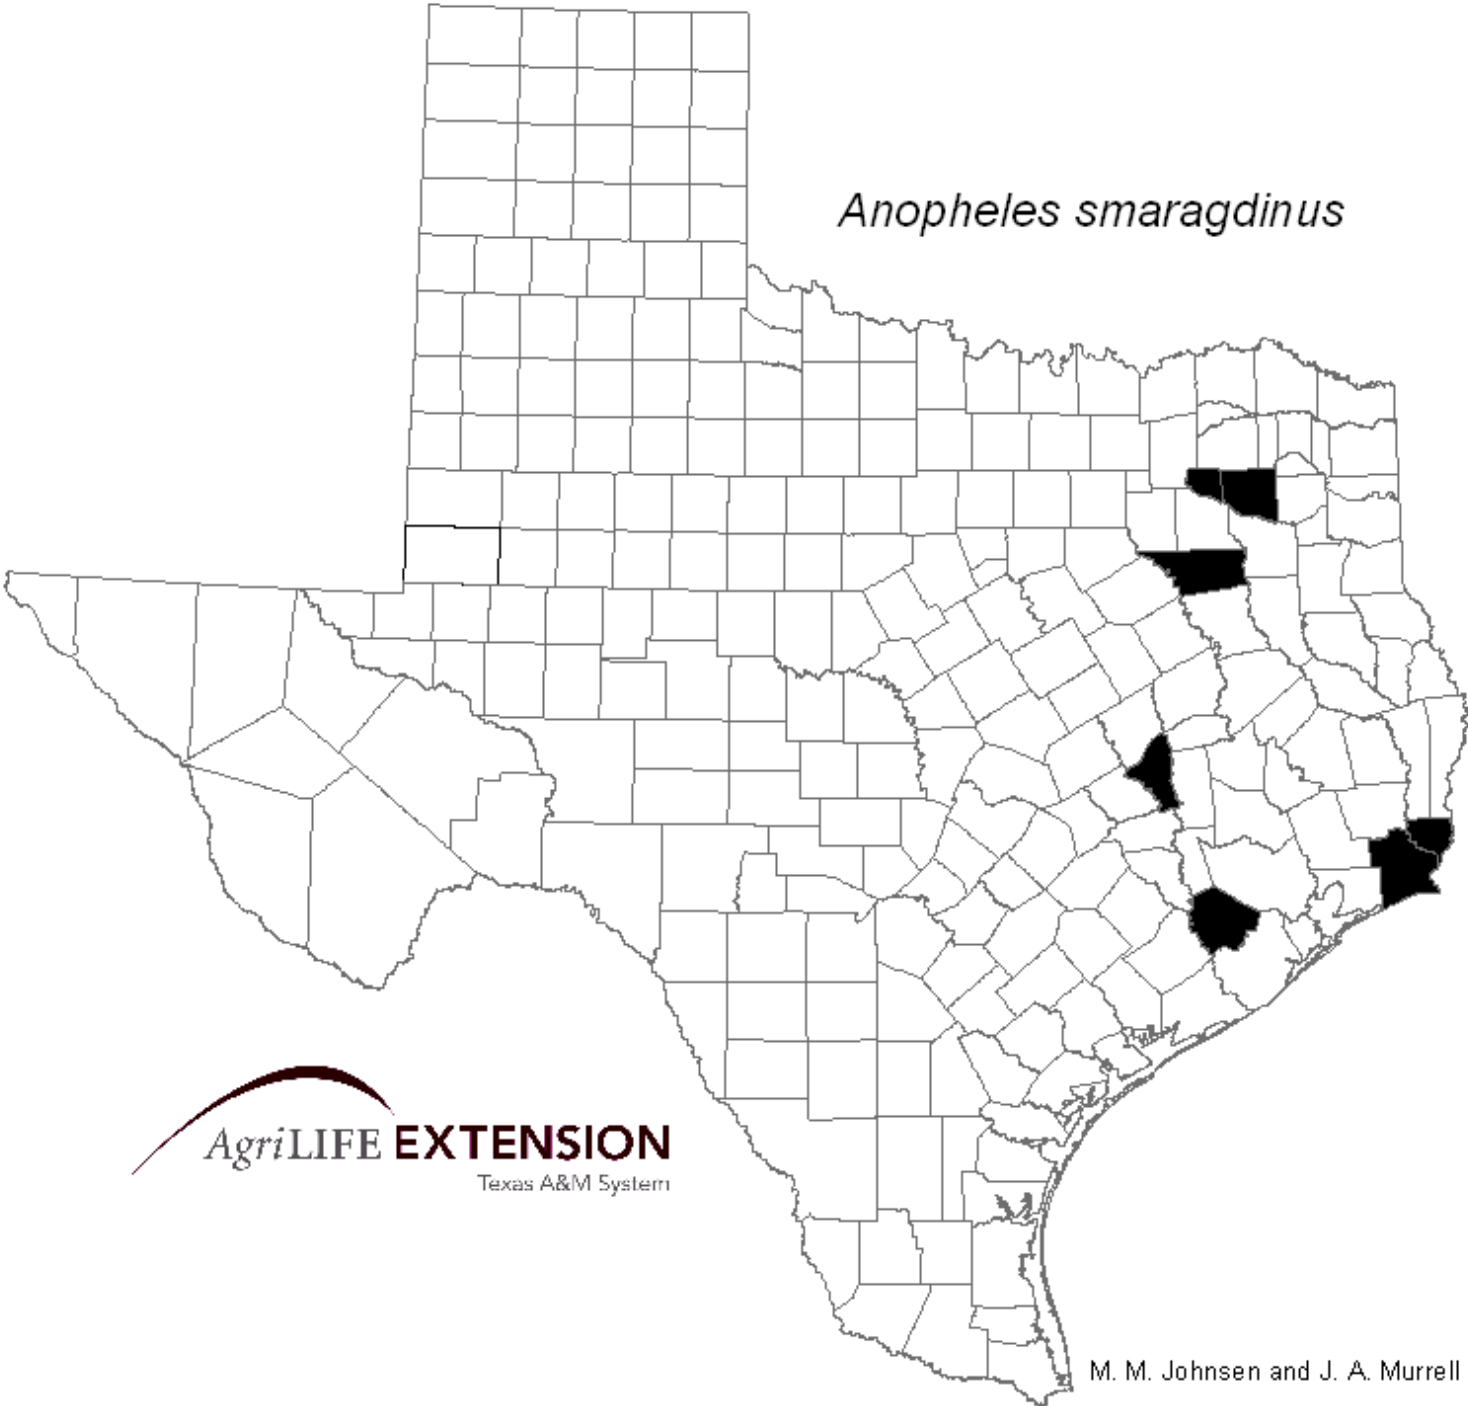 Anopheles smaragdinus
AgriLIFE EXTENSION
Texas A&M System
M. M. Johnsen and J. A. Murrell